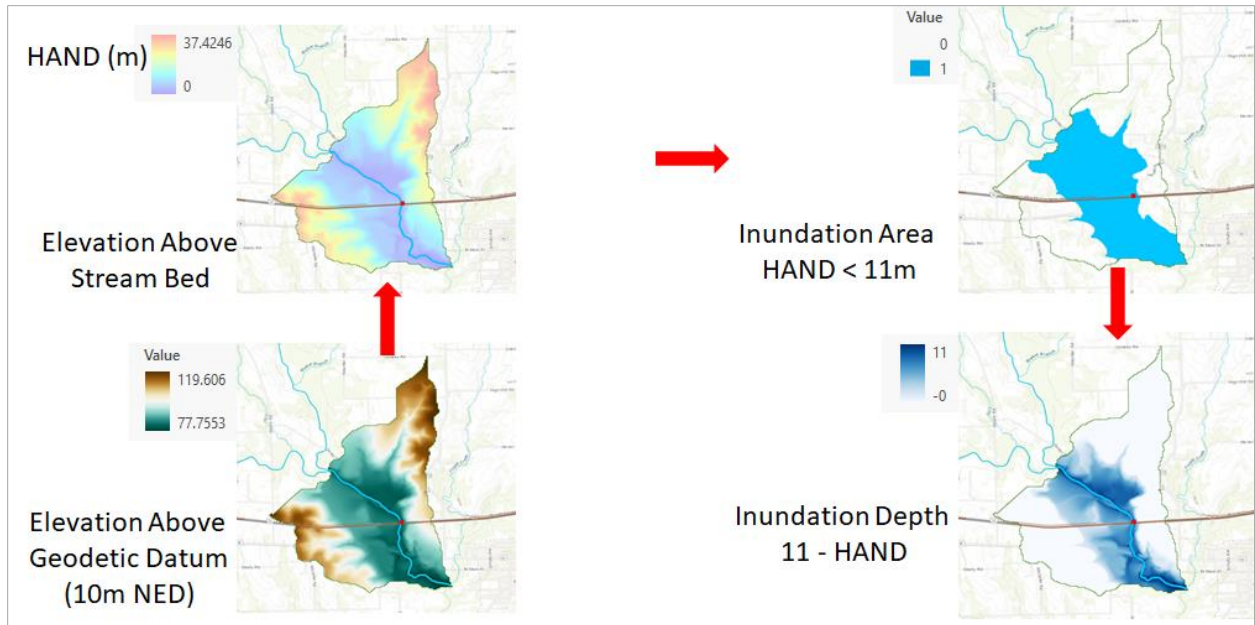 HAND (m)
37.4246
0
Elevation Above
Stream Bed
Value
0
1
Inundation Area
HAND < 11m
Value
119.606
77.7553
Elevation Above
Geodetic Datum
(10m NED)
11
-0
Inundation Depth
11 - HAND